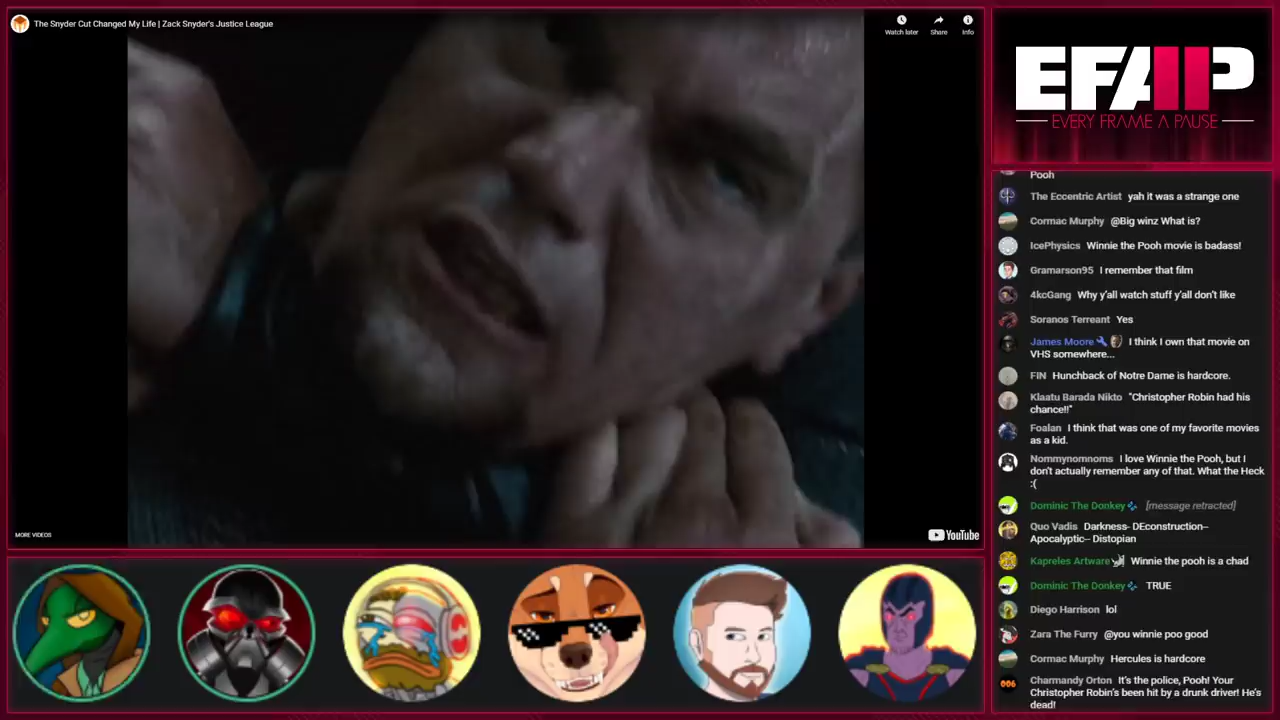 The Snyder Cut Changed My Life | Zack Snyder's Justice League
Watch later
Share
Info
MORE VIDEOS
YouTube
EFAP
EVERY FRAME A PAUSE
Pooh
The Eccentric Artist yah it was a strange one
Cormac Murphy @Big winz What is?
IcePhysics Winnie the Pooh movie is badass!
Gramarson95 I remember that film
4kcGang Why y'all watch stuff y'all don't like
Soranos Terreant Yes
James Moore I think I own that movie on
VHS somewhere...
FIN Hunchback of Notre Dame is hardcore.
Klaatu Barada Nikto "Christopher Robin had his
chance!!"
Foalan I think that was one of my favorite movies
as a kid.
Nommynomnoms I love Winnie the Pooh, but I
don't actually remember any of that. What the Heck
:(
Dominic The Donkey [message retracted]
Quo Vadis Darkness- DEconstruction--
Apocalyptic-- Distopian
Kapreles Artware Winnie the pooh is a chad
Dominic The Donkey TRUE
Diego Harrison lol
Zara The Furry @you winnie poo good
Cormac Murphy Hercules is hardcore
006
Charmandy Orton It's the police, Pooh! Your
Christopher Robin's been hit by a drunk driver! He's
dead!